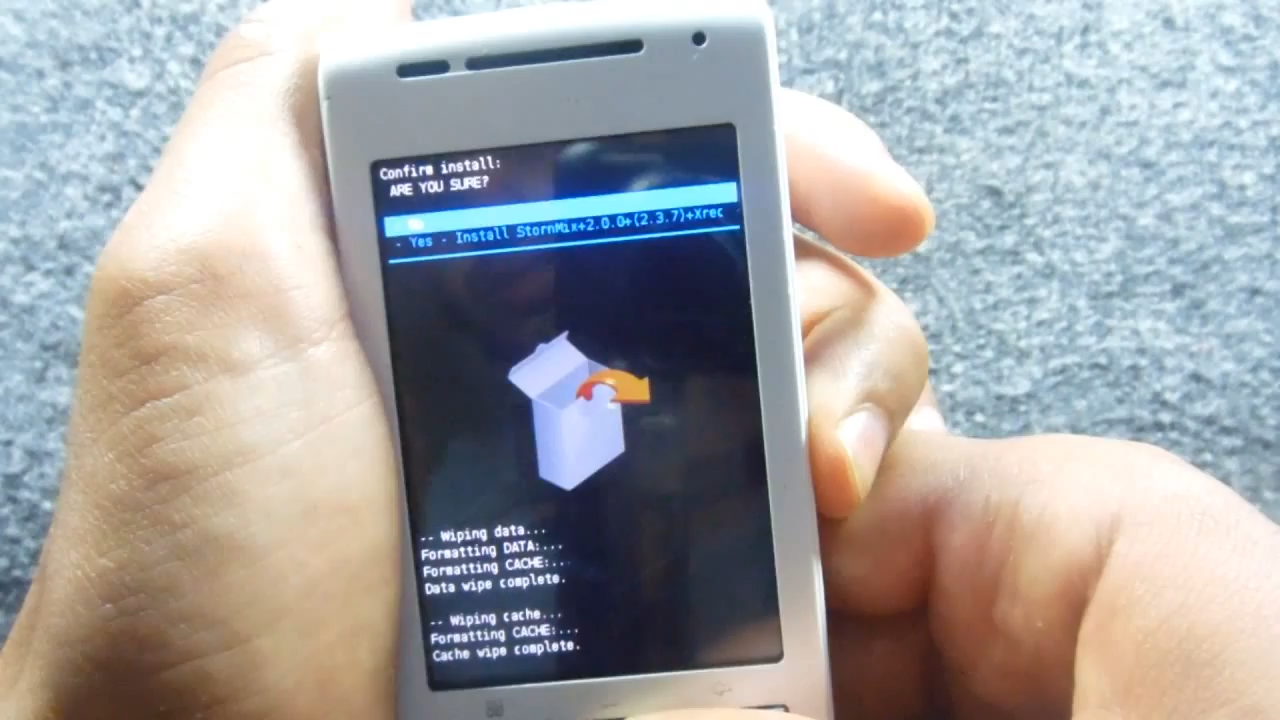 Confirm install:
ARE YOU SURE?
- Yes - Install StornMix+2.0.0+(2.3.7)+Xrec
-- Wiping data...
Formatting DATA:...
Formatting CACHE:...
Data wipe complete.
-- Wiping cache...
Formatting CACHE:...
Cache wipe complete.